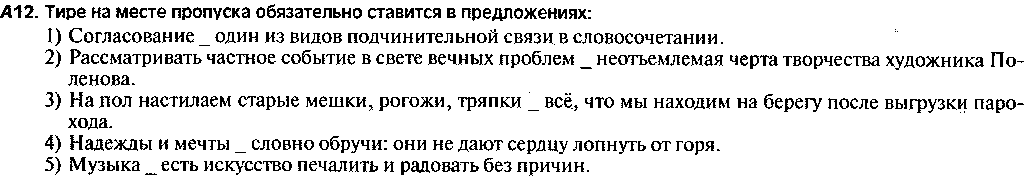 А12. Тире на месте пропуска обязательно ставится в предложениях:
1) Согласование _ один из видов подчинительной связи в словосочетании.
2) Рассматривать частное событие в свете вечных проблем _ неотъемлемая черта творчества художника По-
ленова.
3) На пол настилаем старые мешки, рогожи, тряпки _ всё, что мы находим на берегу после выгрузки паро-
хода.
4) Надежды и мечты _ словно обручи: они не дают сердцу лопнуть от горя.
5) Музыка _ есть искусство печалить и радовать без причин.